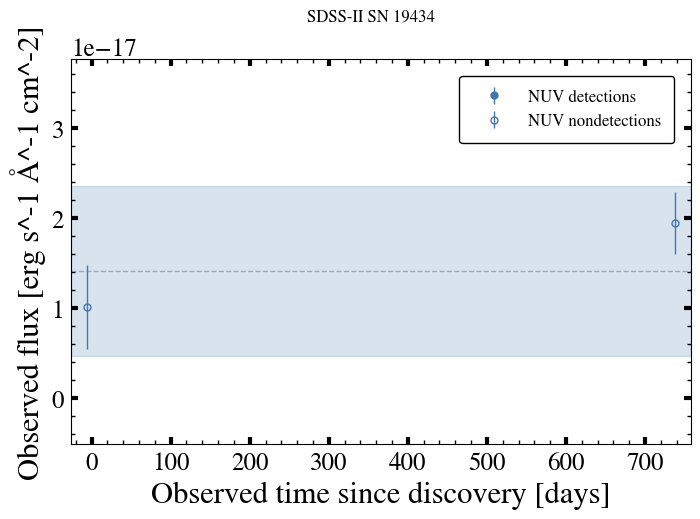 SDSS-II SN 19434
1e−17
Observed flux [erg s^-1 Å^-1 cm^-2]
3
2
1
0
NUV detections
NUV nondetections
0 100 200 300 400 500 600 700
Observed time since discovery [days]